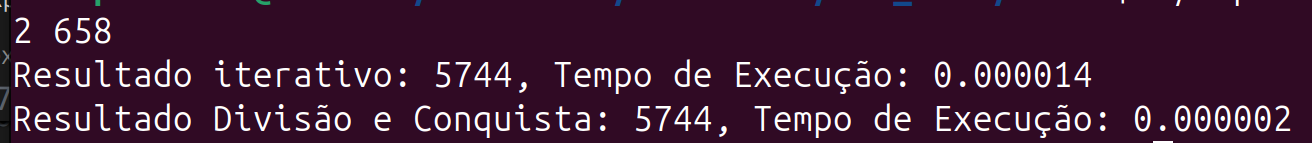 2 658
Resultado iterativo: 5744, Tempo de Execução: 0.000014
Resultado Divisão e Conquista: 5744, Tempo de Execução: 0.000002